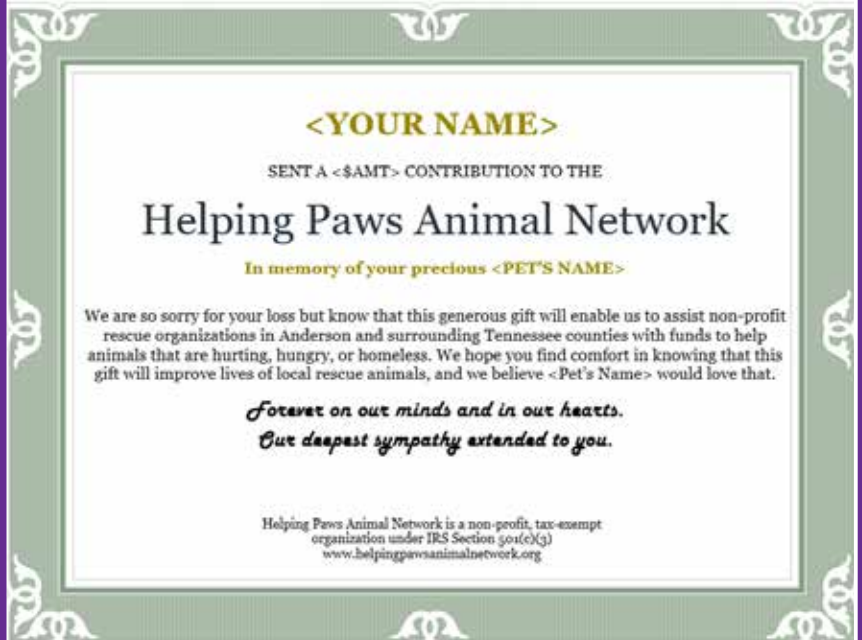 <YOUR NAME>
SENT A <$AMT> CONTRIBUTION TO THE
Helping Paws Animal Network
In memory of your precious <PET'S NAME>
We are so sorry for your loss but know that this generous gift will enable us to assist non-profit
rescue organizations in Anderson and surrounding Tennessee counties with funds to help
animals that are hurting, hungry, or homeless. We hope you find comfort in knowing that this
gift will improve lives of local rescue animals, and we believe <Pet's Name> would love that.
Forever on our minds and in our hearts.
Our deepest sympathy extended to you.
Helping Paws Animal Network is a non-profit, tax-exempt
organization under IRS Section 501(c)(3)
www.helpingpawsanimalnetwork.org